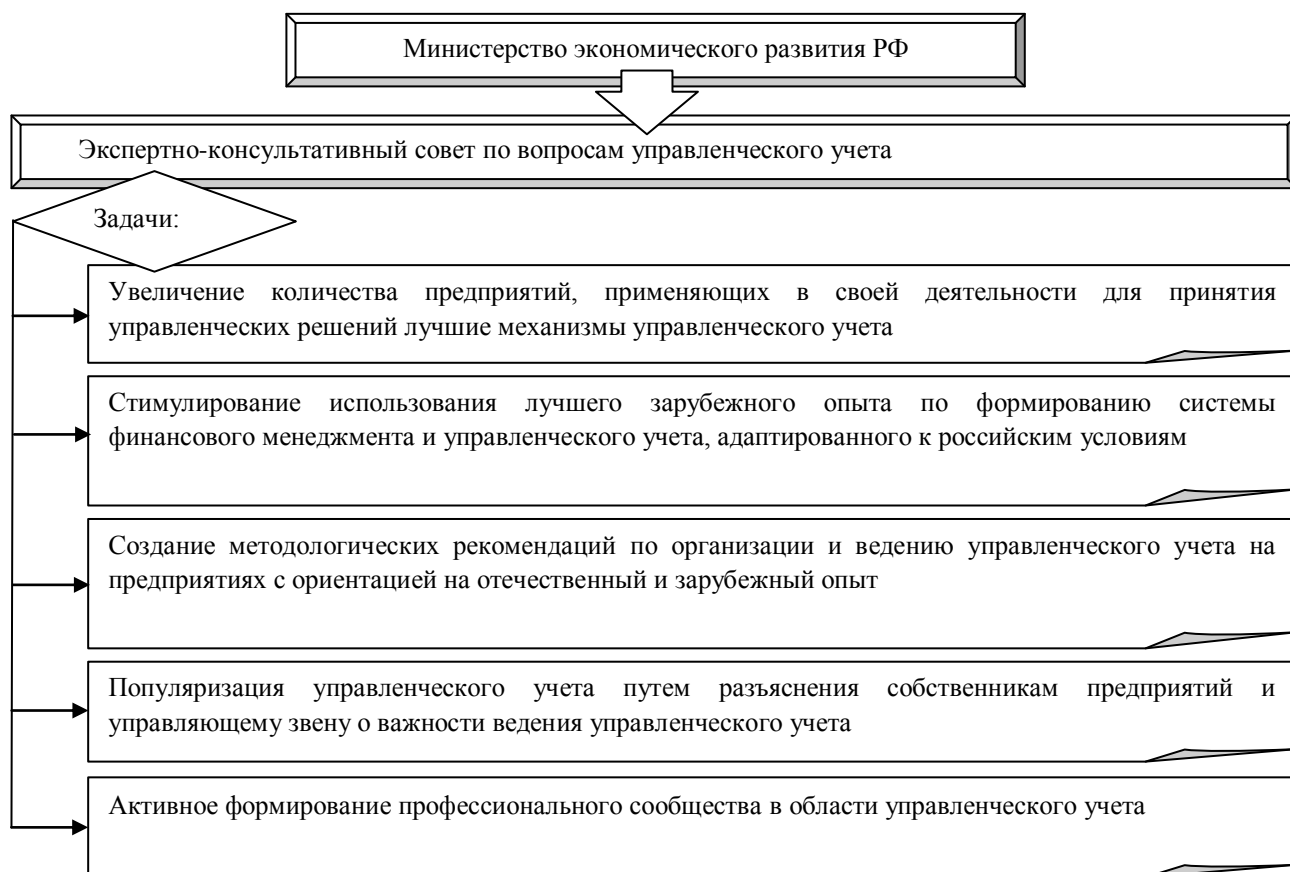 Министерство экономического развития РФ
Экспертно-консультативный совет по вопросам управленческого учета
Задачи:
Увеличение количества предприятий, применяющих в своей деятельности для принятия
управленческих решений лучшие механизмы управленческого учета
Стимулирование использования лучшего зарубежного опыта по формированию системы
финансового менеджмента и управленческого учета, адаптированного к российским условиям
Создание методологических рекомендаций по организации и ведению управленческого учета на
предприятиях с ориентацией на отечественный и зарубежный опыт
Популяризация управленческого учета путем разъяснения собственникам предприятий и
управляющему звену о важности ведения управленческого учета
Активное формирование профессионального сообщества в области управленческого учета